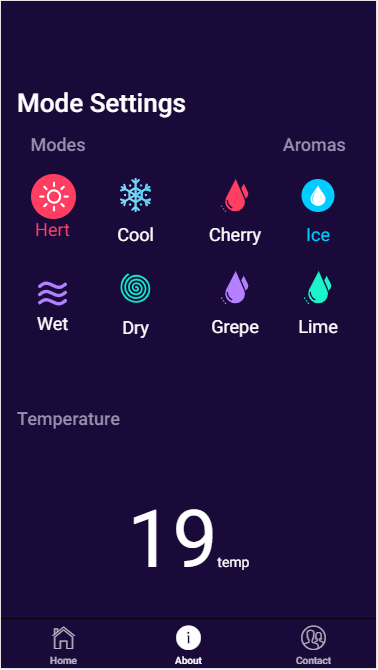 Mode Settings
Modes Aromas
Hert Cool Cherry Ice
Wet Dry Grepe Lime
Temperature
19 temp
Home About Contact